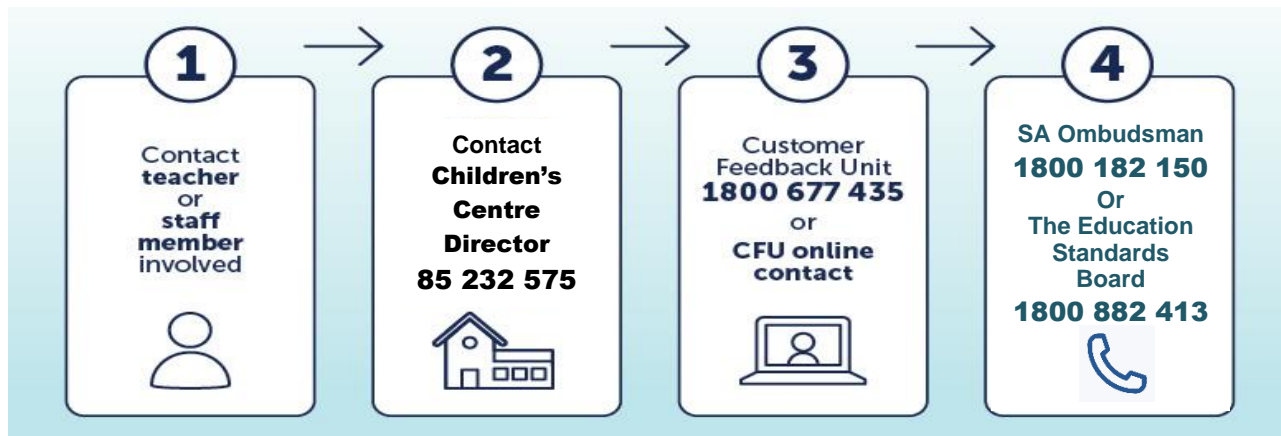 1
Contact
teacher
or
staff
member
involved
2
Contact
Children's
Centre
Director
85 232 575
3
Customer
Feedback Unit
1800 677 435
or
CFU online
contact
4
SA Ombudsman
1800 182 150
Or
The Education
Standards
Board
1800 882 413